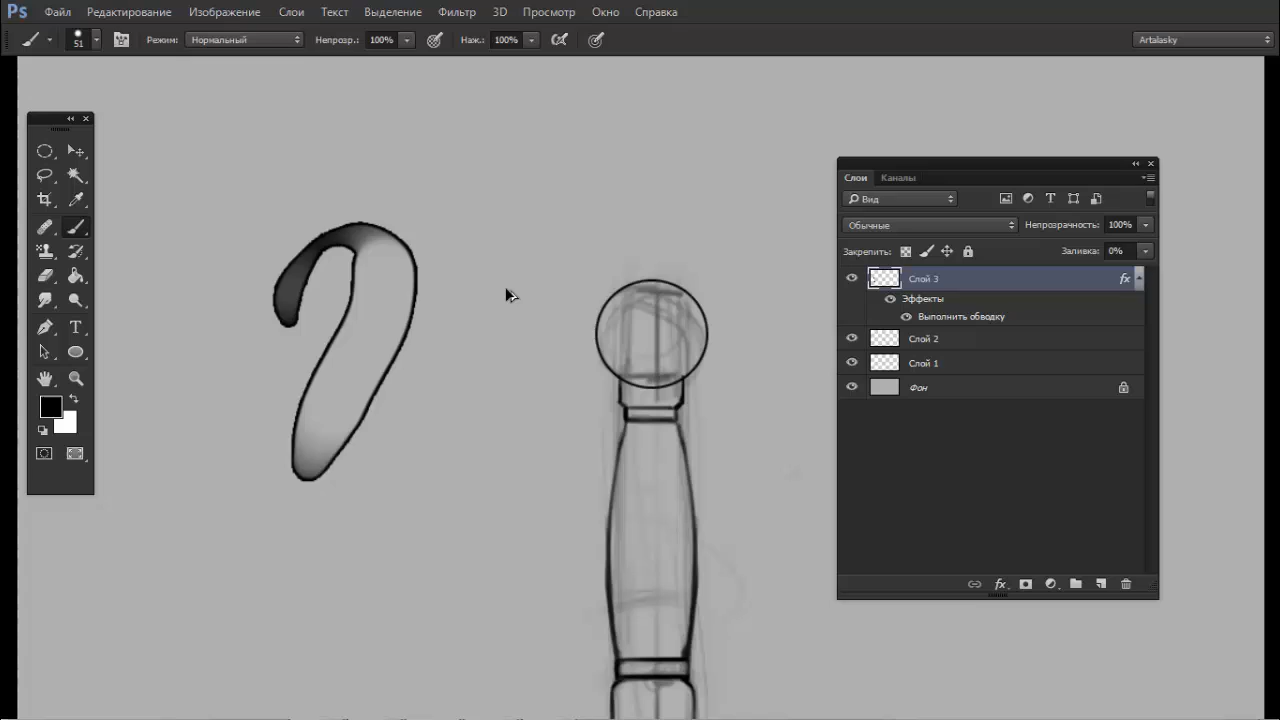 Ps Файл Редактирование Изображение Слои Текст Выделение Фильтр 3D Просмотр Окно Справка
51 Режим: Нормальный Непрозр.: 100% Наж.: 100% Artalasky
Слои Каналы
Вид
Обычные Непрозрачность: 100%
Закрепить: Заливка: 0%
Слой 3 fx
Эффекты
Выполнить обводку
Слой 2
Слой 1
Фон
fx